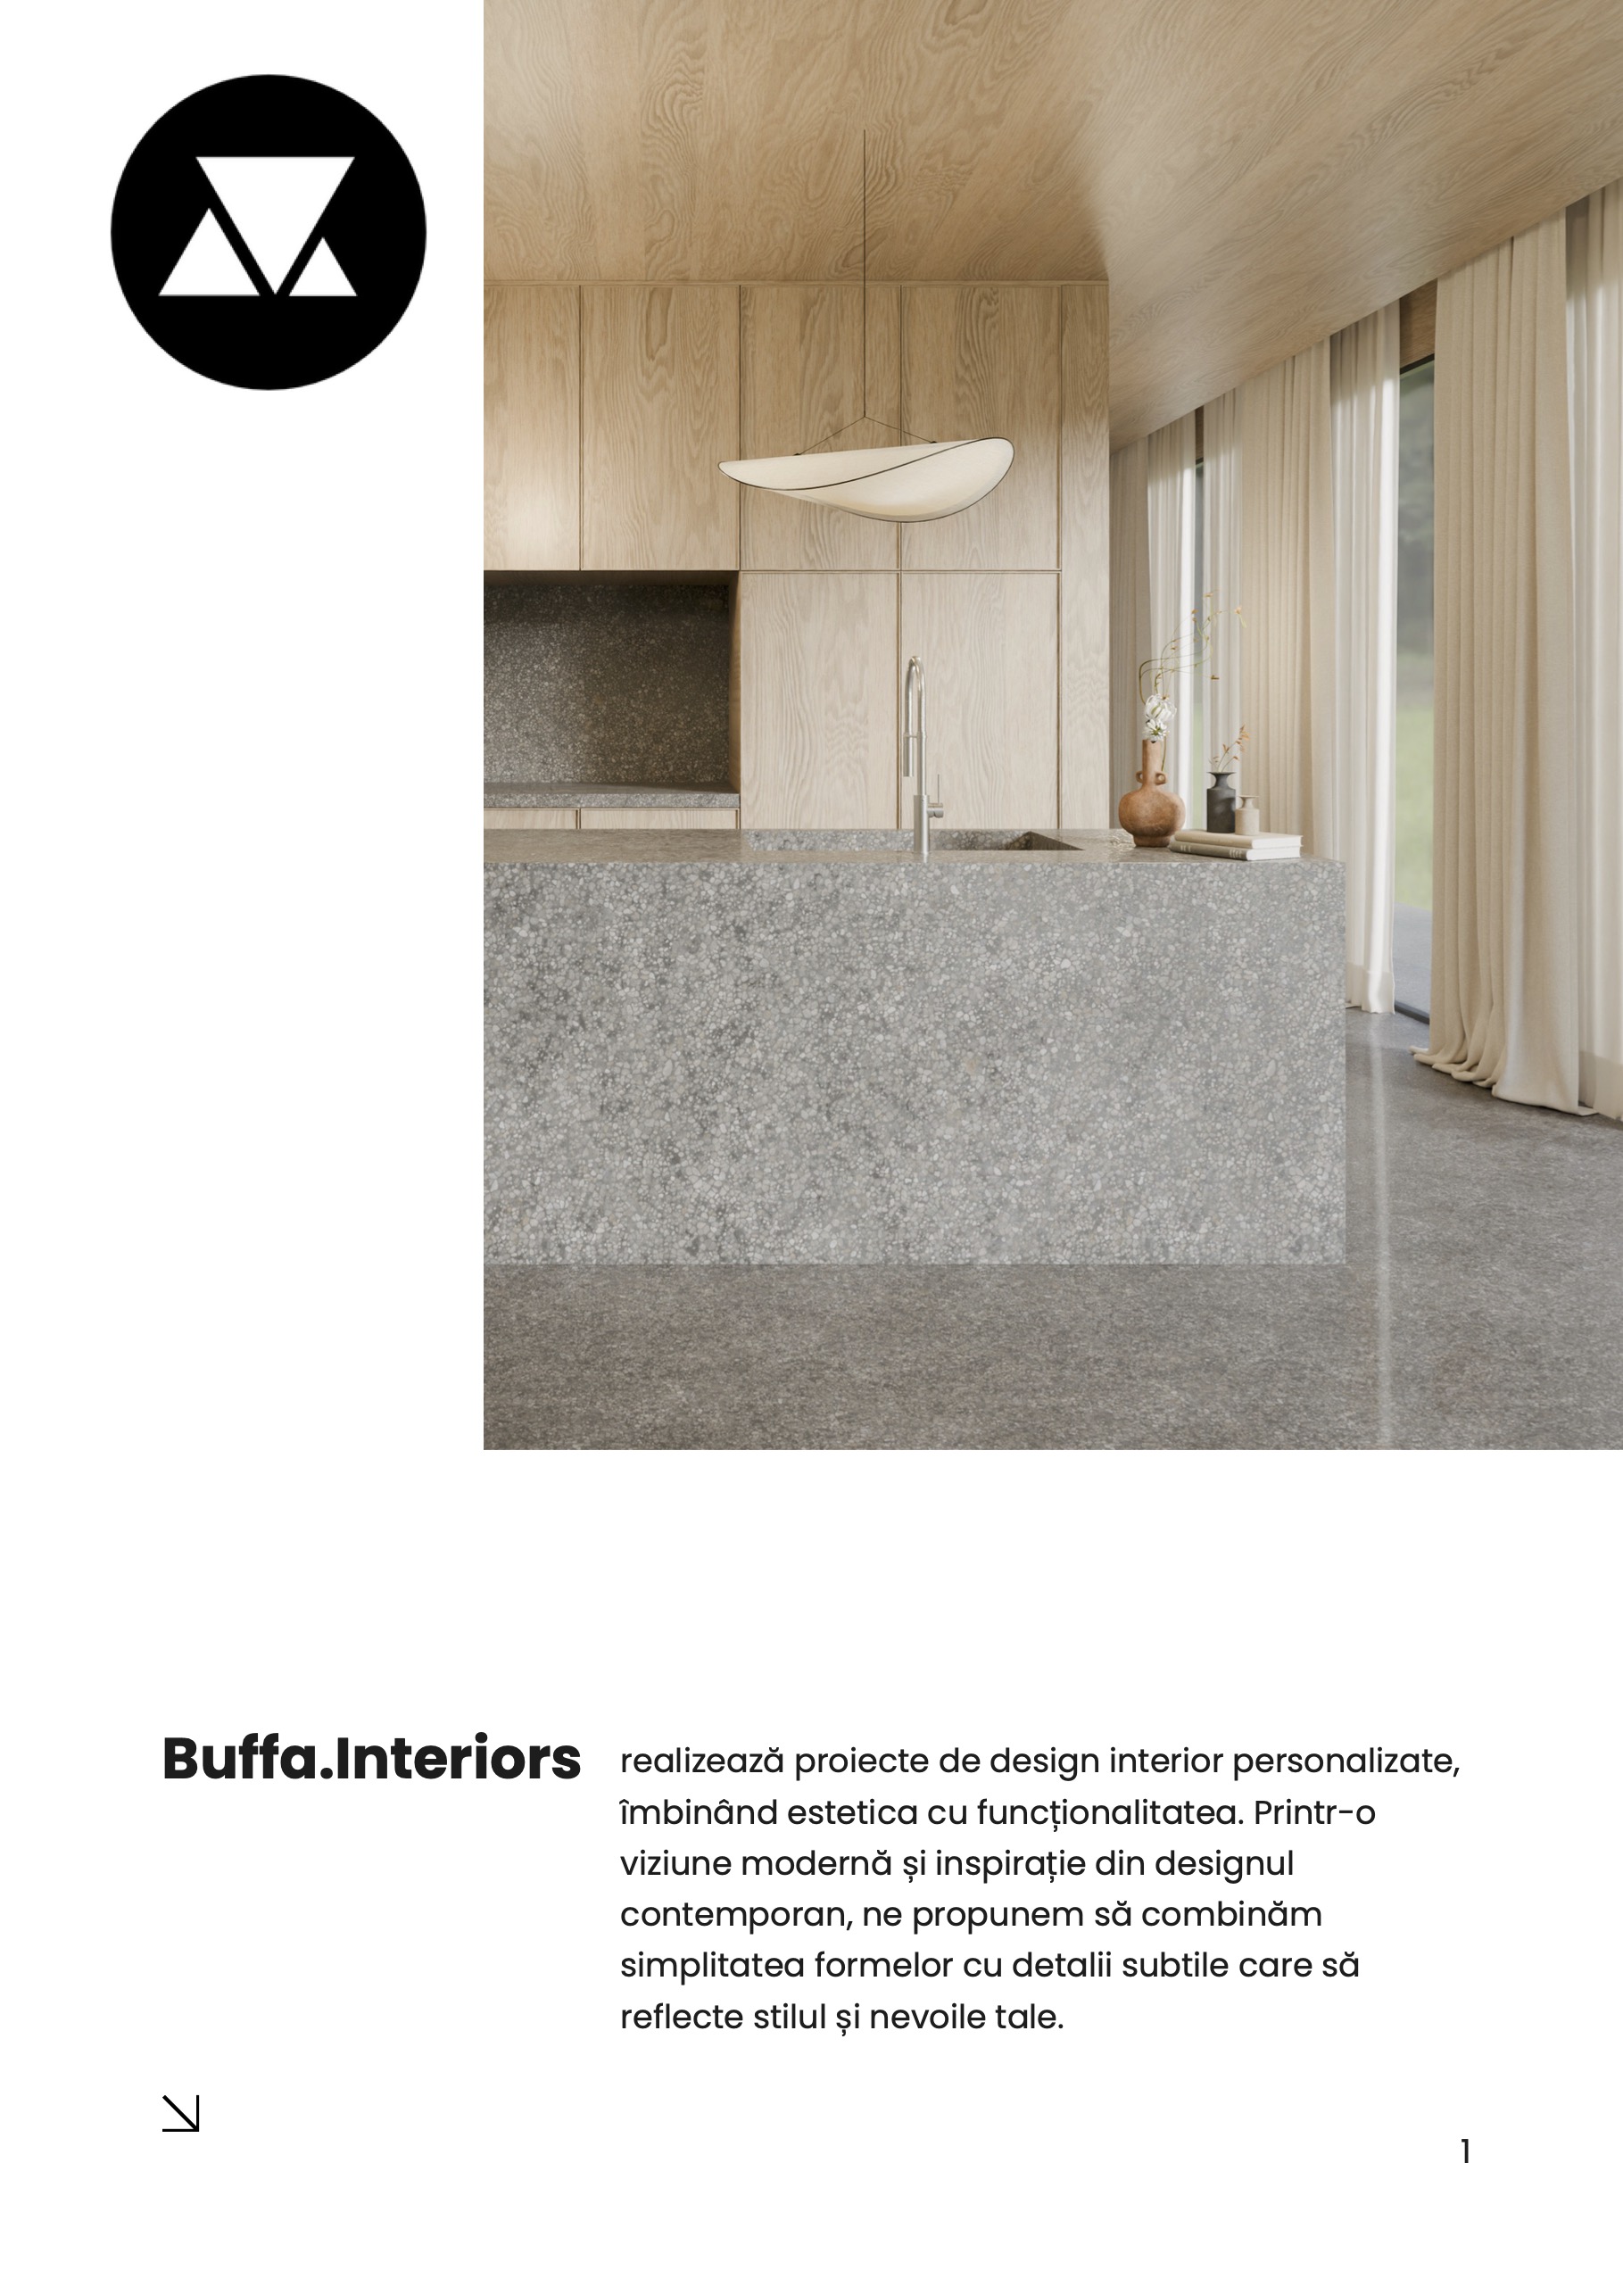 Buffa.Interiors
realizează proiecte de design interior personalizate,
îmbinând estetica cu funcționalitatea. Printr-o
viziune modernă și inspirație din designul
contemporan, ne propunem să combinăm
simplitatea formelor cu detalii subtile care să
reflecte stilul și nevoile tale.
1